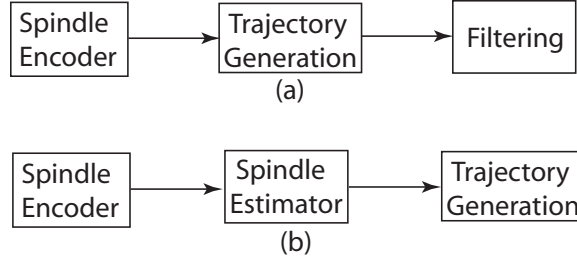 Spindle
Encoder
Trajectory
Generation
Filtering
(a)
Spindle
Encoder
Spindle
Estimator
Trajectory
Generation
(b)